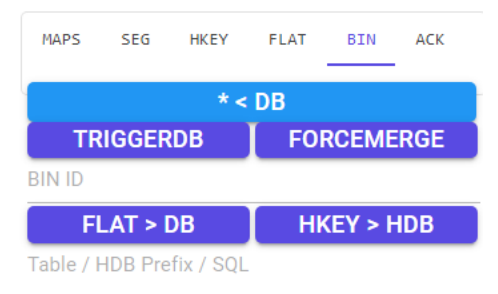 MAPS SEG HKEY FLAT BIN ACK
* < DB
TRIGGERDB FORCEMERGE
BIN ID
FLAT > DB HKEY > HDB
Table / HDB Prefix / SQL